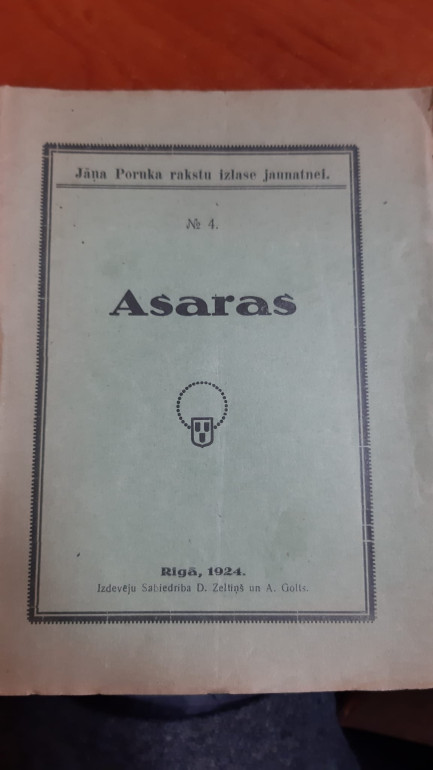 Jāņa Poruka rakstu izlase jaunatnei.
№ 4.
Asaras
Rīgā, 1924.
Izdevēju Sabiedrība D. Zeltiņš un A. Golts.